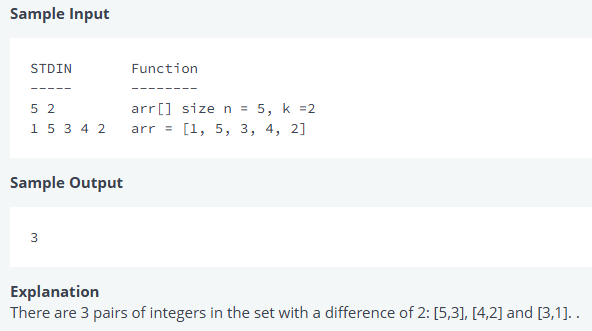 Sample Input
STDIN Function
----- --------
5 2 arr[] size n = 5, k =2
1 5 3 4 2 arr = [1, 5, 3, 4, 2]
Sample Output
3
Explanation
There are 3 pairs of integers in the set with a difference of 2: [5,3], [4,2] and [3,1]. .